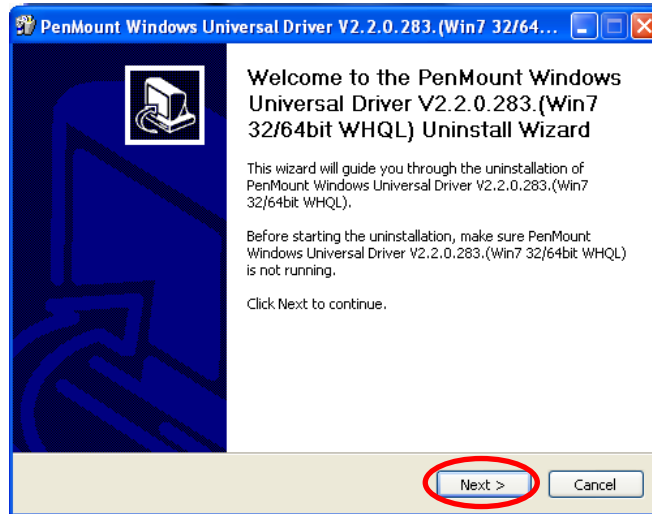 PenMount Windows Universal Driver V2.2.0.283.(Win7 32/64...
Welcome to the PenMount Windows
Universal Driver V2.2.0.283.(Win7
32/64bit WHQL) Uninstall Wizard
This wizard will guide you through the uninstallation of
PenMount Windows Universal Driver V2.2.0.283.(Win7
32/64bit WHQL).
Before starting the uninstallation, make sure PenMount
Windows Universal Driver V2.2.0.283.(Win7 32/64bit WHQL)
is not running.
Click Next to continue.
Next >
Cancel